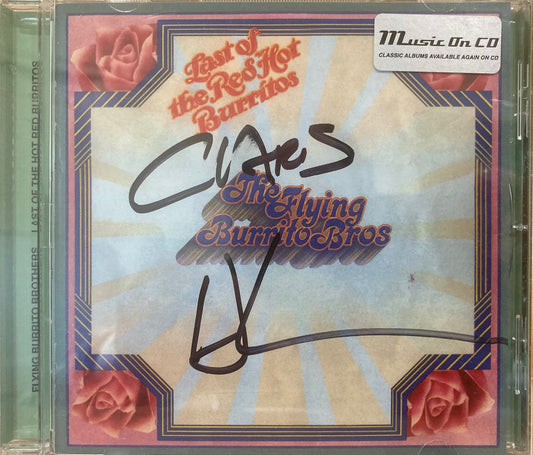 Music On CD
CLASSIC ALBUMS AVAILABLE AGAIN ON CD
Last of
the Red Hot
Burritos
The Flying
Burrito Bros
FLYING BURRITO BROTHERS LAST OF THE HOT RED BURRITOS